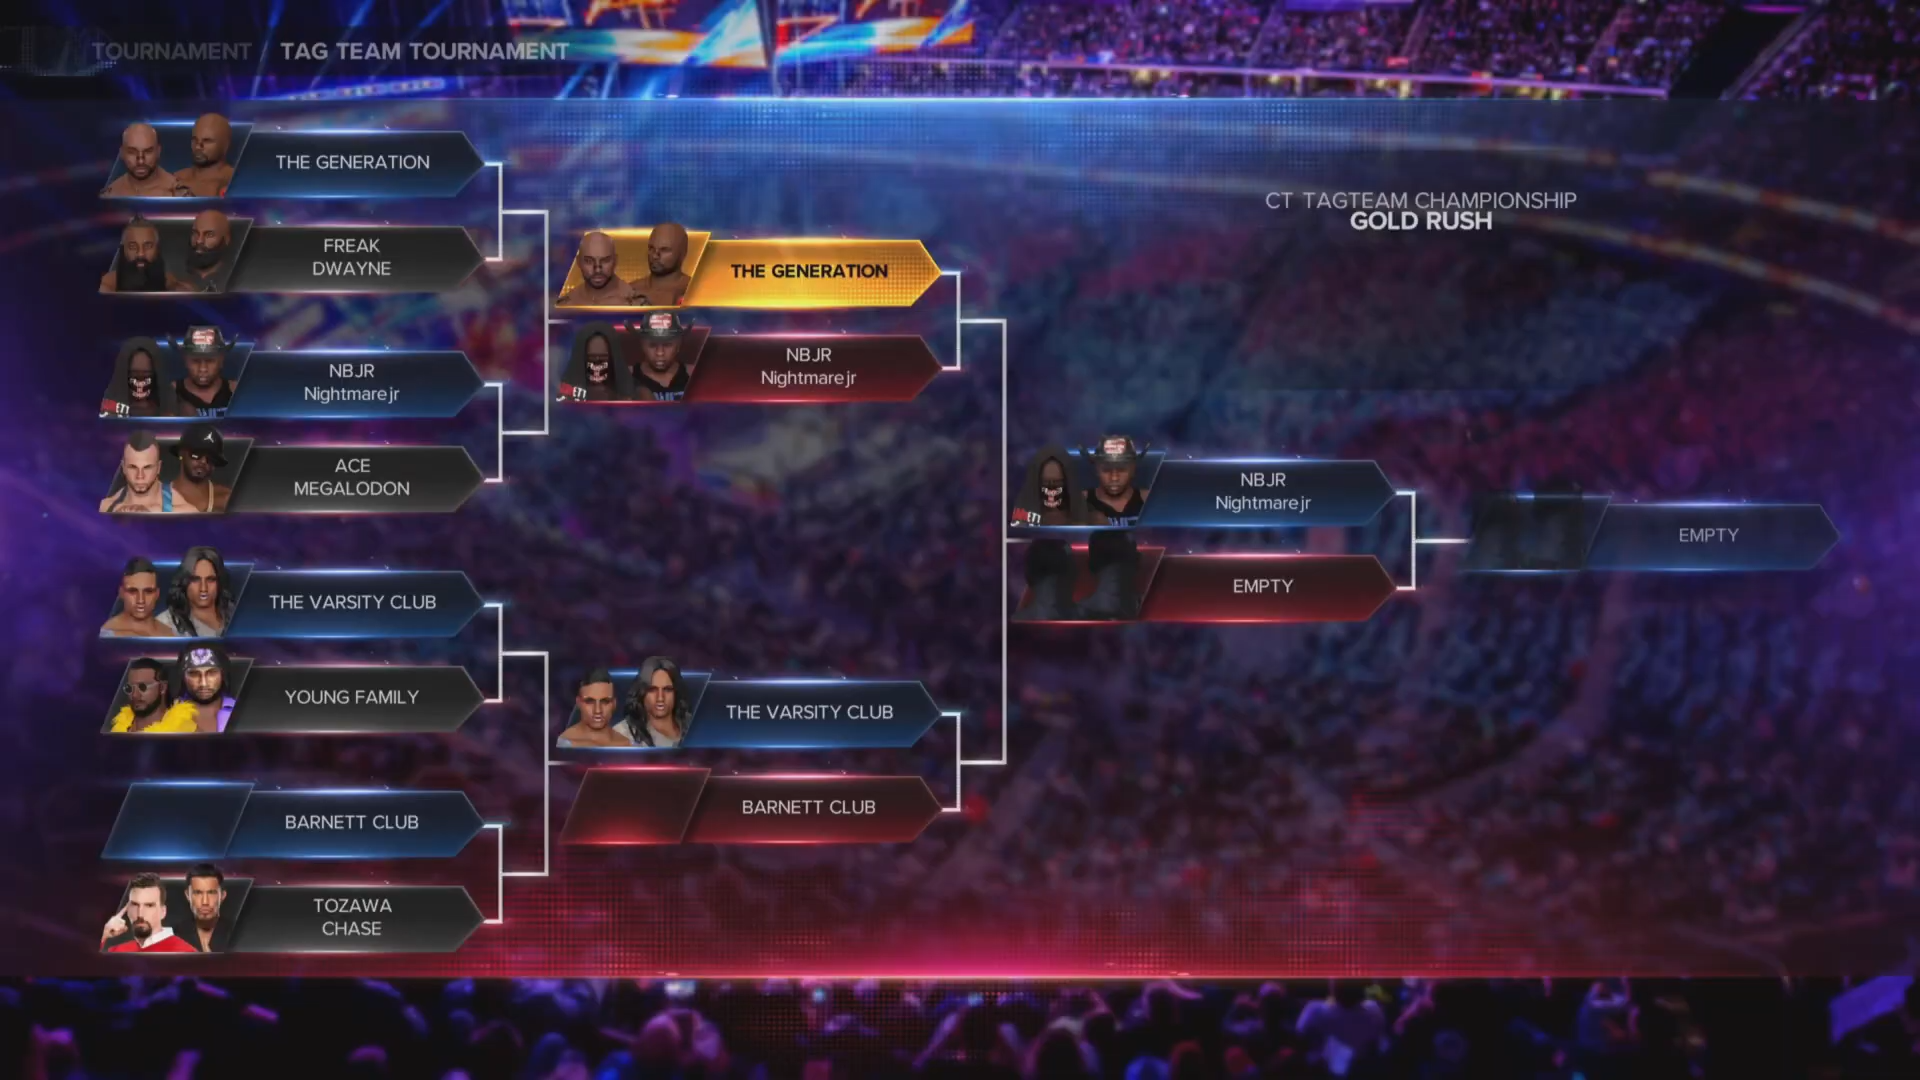 TOURNAMENT / TAG TEAM TOURNAMENT
CT TAGTEAM CHAMPIONSHIP
GOLD RUSH
THE GENERATION
FREAK
DWAYNE
NBJR
Nightmare jr
ACE
MEGALODON
THE VARSITY CLUB
YOUNG FAMILY
BARNETT CLUB
TOZAWA
CHASE
THE GENERATION
NBJR
Nightmare jr
THE VARSITY CLUB
BARNETT CLUB
NBJR
Nightmare jr
EMPTY
EMPTY